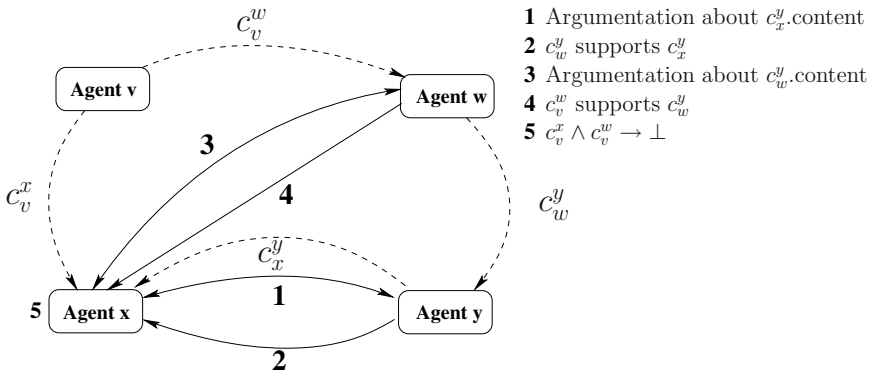 c_v^w
Agent v
Agent w
3
4
c_v^x
c_w^y
c_x^y
1
5
Agent x
Agent y
2
1 Argumentation about c_x^y.content
2 c_w^y supports c_x^y
3 Argumentation about c_w^y.content
4 c_v^w supports c_w^y
5 c_v^x ∧ c_v^w → ⊥